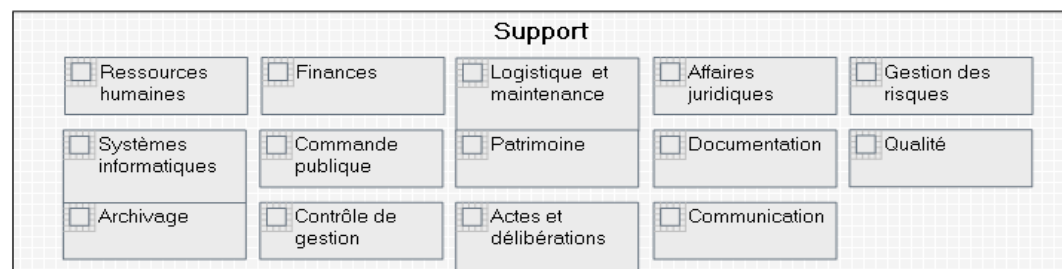 Support
Ressources
humaines
Finances
Logistique et
maintenance
Affaires
juridiques
Gestion des
risques
Systèmes
informatiques
Commande
publique
Patrimoine
Documentation
Qualité
Archivage
Contrôle de
gestion
Actes et
délibérations
Communication